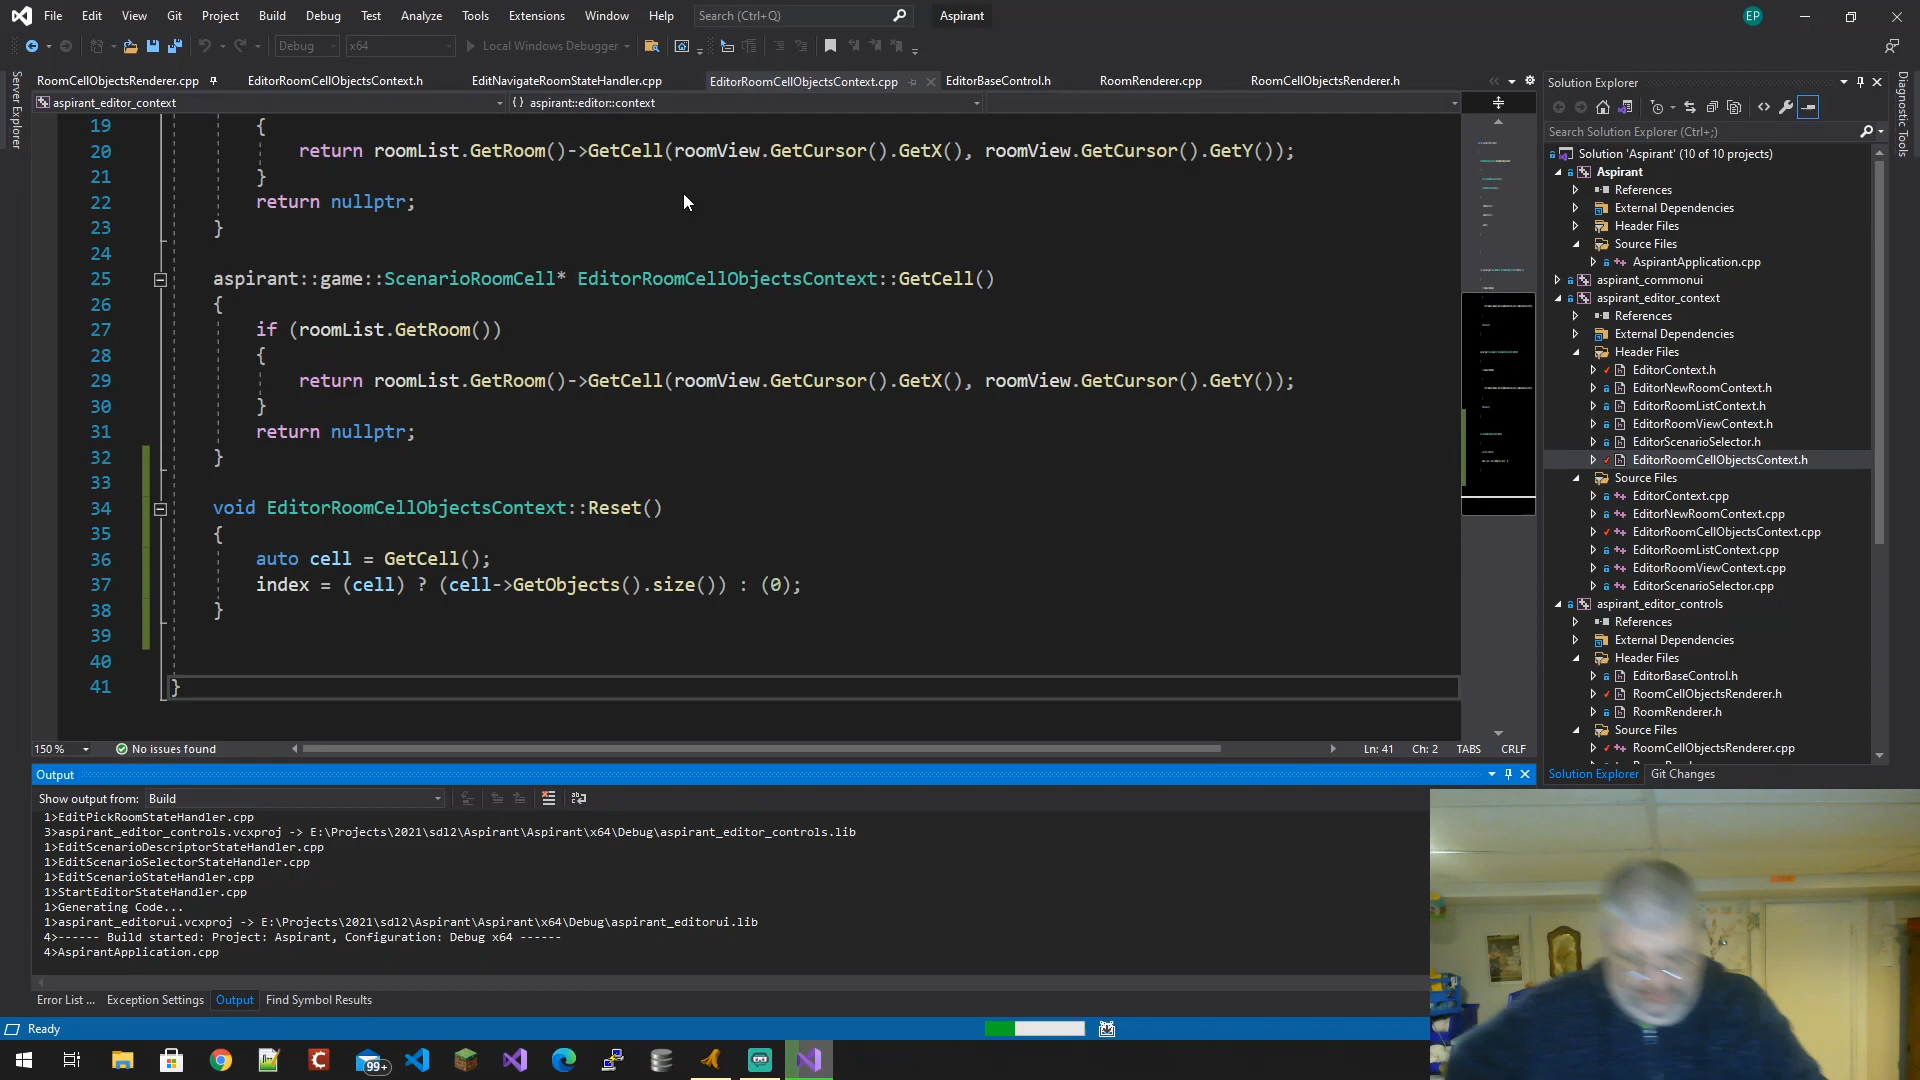 File Edit View Git Project Build Debug Test Analyze Tools Extensions Window Help Search (Ctrl+Q) Aspirant EP
Debug x64 Local Windows Debugger
Server Explorer
RoomCellObjectsRenderer.cpp EditorRoomCellObjectsContext.h EditNavigateRoomStateHandler.cpp EditorRoomCellObjectsContext.cpp EditorBaseControl.h RoomRenderer.cpp RoomCellObjectsRenderer.h
aspirant_editor_context {} aspirant::editor::context
19 {
20 return roomList.GetRoom()->GetCell(roomView.GetCursor().GetX(), roomView.GetCursor().GetY());
21 }
22 return nullptr;
23 }
24
25 aspirant::game::ScenarioRoomCell* EditorRoomCellObjectsContext::GetCell()
26 {
27 if (roomList.GetRoom())
28 {
29 return roomList.GetRoom()->GetCell(roomView.GetCursor().GetX(), roomView.GetCursor().GetY());
30 }
31 return nullptr;
32 }
33
34 void EditorRoomCellObjectsContext::Reset()
35 {
36 auto cell = GetCell();
37 index = (cell) ? (cell->GetObjects().size()) : (0);
38 }
39
40
41 }
150 % No issues found Ln: 41 Ch: 2 TABS CRLF
Output
Show output from: Build
1>EditPickRoomStateHandler.cpp
3>aspirant_editor_controls.vcxproj -> E:\Projects\2021\sdl2\Aspirant\Aspirant\x64\Debug\aspirant_editor_controls.lib
1>EditScenarioDescriptorStateHandler.cpp
1>EditScenarioSelectorStateHandler.cpp
1>EditScenarioStateHandler.cpp
1>StartEditorStateHandler.cpp
1>Generating Code...
1>aspirant_editorui.vcxproj -> E:\Projects\2021\sdl2\Aspirant\Aspirant\x64\Debug\aspirant_editorui.lib
4>------ Build started: Project: Aspirant, Configuration: Debug x64 ------
4>AspirantApplication.cpp
Error List ... Exception Settings Output Find Symbol Results
Ready
99+
Solution Explorer
Search Solution Explorer (Ctrl+;)
Solution 'Aspirant' (10 of 10 projects)
Aspirant
References
External Dependencies
Header Files
Source Files
AspirantApplication.cpp
aspirant_commonui
aspirant_editor_context
References
External Dependencies
Header Files
EditorContext.h
EditorNewRoomContext.h
EditorRoomListContext.h
EditorRoomViewContext.h
EditorScenarioSelector.h
EditorRoomCellObjectsContext.h
Source Files
EditorContext.cpp
EditorNewRoomContext.cpp
EditorRoomCellObjectsContext.cpp
EditorRoomListContext.cpp
EditorRoomViewContext.cpp
EditorScenarioSelector.cpp
aspirant_editor_controls
References
External Dependencies
Header Files
EditorBaseControl.h
RoomCellObjectsRenderer.h
RoomRenderer.h
Source Files
RoomCellObjectsRenderer.cpp
Solution Explorer Git Changes
Diagnostic Tools